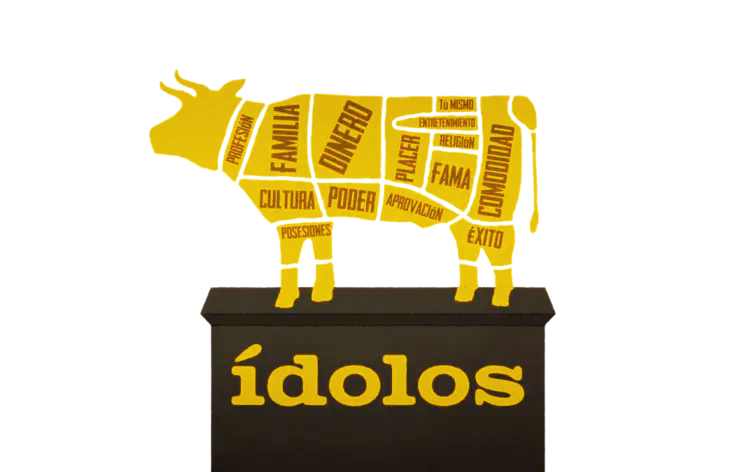 PROFESIÓN
FAMILIA
DINERO
PLACER
TÚ MISMO
ENTRETENIMIENTO
RELIGIÓN
FAMA
COMODIDAD
CULTURA
PODER
APROVACIÓN
POSESIONES
ÉXITO
ídolos